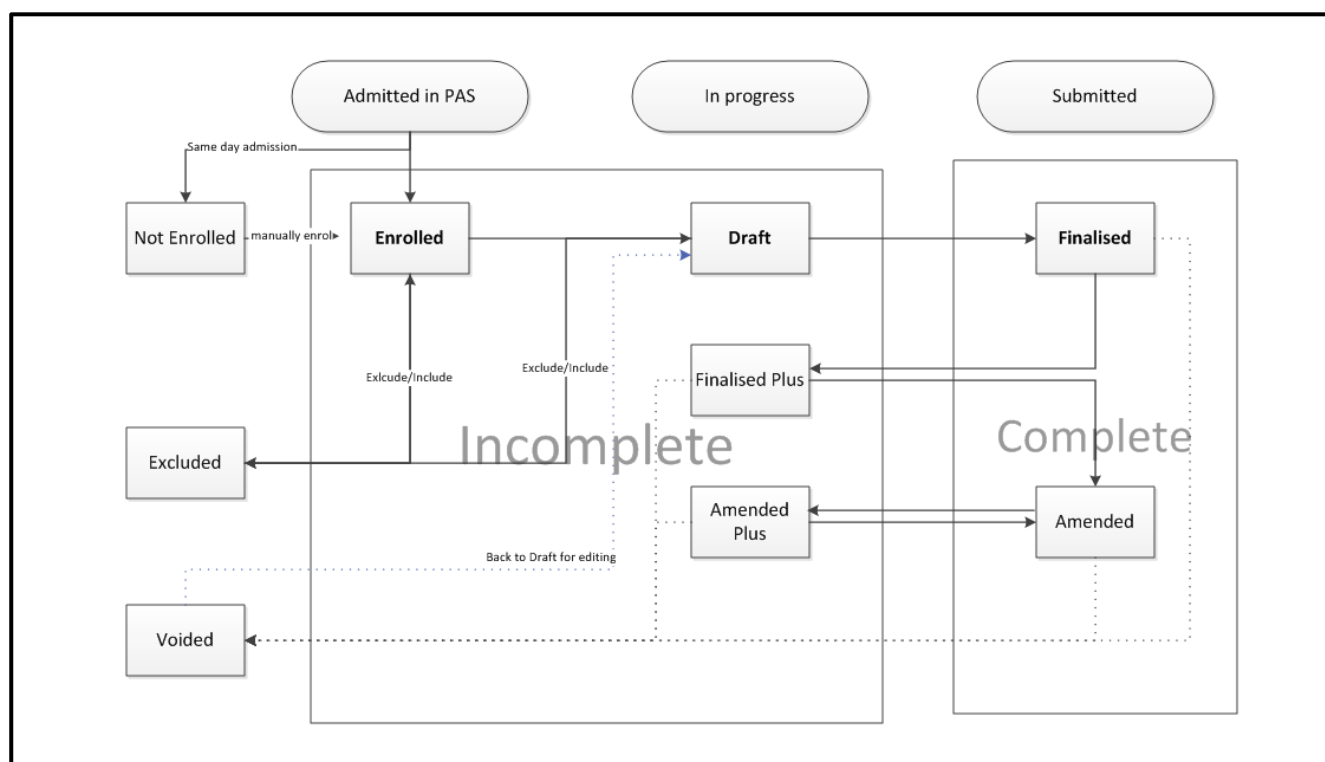 Admitted in PAS
In progress
Submitted
Same day admission
Not Enrolled
manually enrol
Enrolled
Draft
Finalised
Exlcude/Include
Exclude/Include
Finalised Plus
Incomplete
Complete
Excluded
Amended
Plus
Amended
Back to Draft for editing
Voided